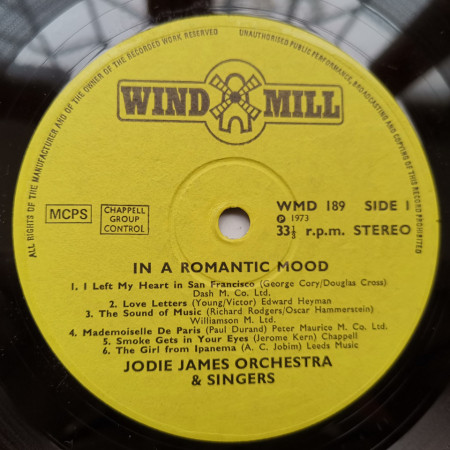 ALL RIGHTS OF THE MANUFACTURER AND OF THE OWNER OF THE RECORDED WORK RESERVED
UNAUTHORISED PUBLIC PERFORMANCE, BROADCASTING AND COPYING OF THIS RECORD PROHIBITED
WIND MILL
MCPS
CHAPPELL
GROUP
CONTROL
WMD 189 SIDE 1
Ⓟ 1973
33⅓ r.p.m. STEREO
IN A ROMANTIC MOOD
1. I Left My Heart in San Francisco (George Cory/Douglas Cross)
Dash M. Co. Ltd.
2. Love Letters (Young/Victor) Edward Heyman
3. The Sound of Music (Richard Rodgers/Oscar Hammerstein)
Williamson M. Ltd.
4. Mademoiselle De Paris (Paul Durand) Peter Maurice M. Co. Ltd.
5. Smoke Gets in Your Eyes (Jerome Kern) Chappell
6. The Girl from Ipanema (A. C. Jobim) Leeds Music
JODIE JAMES ORCHESTRA
& SINGERS